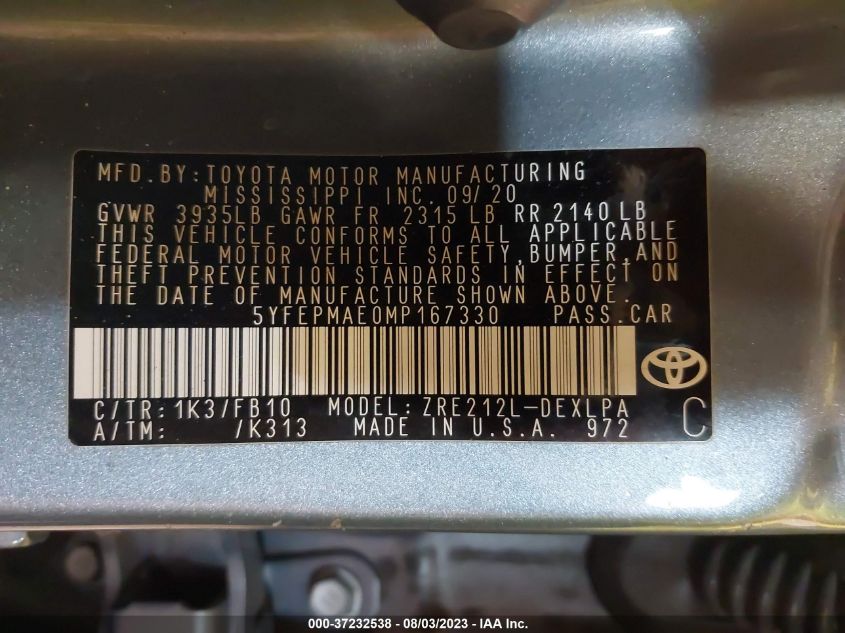 MFD.BY:TOYOTA MOTOR MANUFACTURING
MISSISSIPPI INC. 09/20
GVWR 3935LB GAWR FR 2315 LB RR 2140 LB
THIS VEHICLE CONFORMS TO ALL APPLICABLE
FEDERAL MOTOR VEHICLE SAFETY,BUMPER,AND
THEFT PREVENTION STANDARDS IN EFFECT ON
THE DATE OF MANUFACTURE SHOWN ABOVE.
5YFEPMAE0MP167330 PASS.CAR
C/TR: 1K3/FB10 MODEL: ZRE212L-DEXLPA
A/TM: /K313 MADE IN U.S.A. 972 C
000-37232538 - 08/03/2023 - IAA Inc.